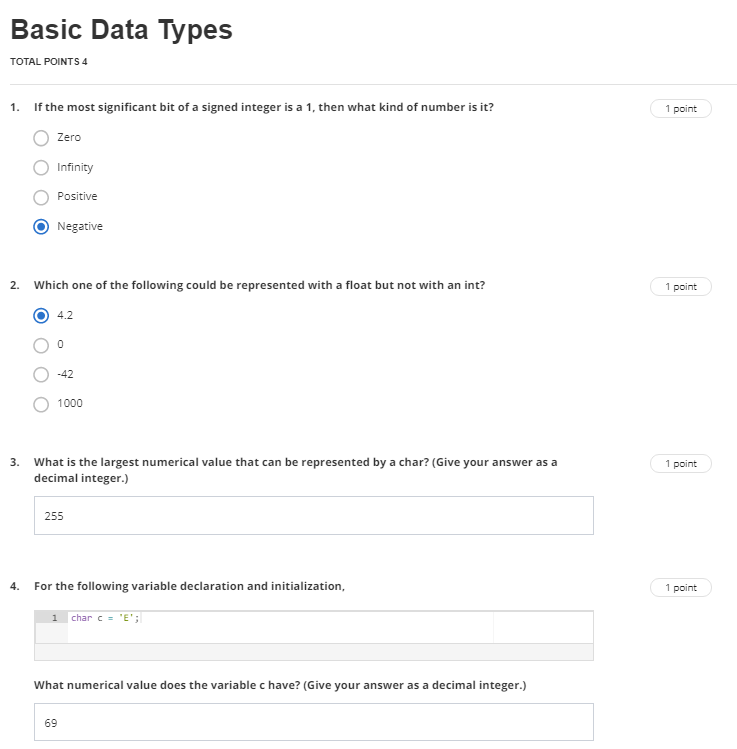 Basic Data Types
TOTAL POINTS 4
1. If the most significant bit of a signed integer is a 1, then what kind of number is it?
1 point
Zero
Infinity
Positive
Negative
2. Which one of the following could be represented with a float but not with an int?
1 point
4.2
0
-42
1000
3. What is the largest numerical value that can be represented by a char? (Give your answer as a
decimal integer.)
1 point
255
4. For the following variable declaration and initialization,
1 point
1 char c = 'E';
What numerical value does the variable c have? (Give your answer as a decimal integer.)
69